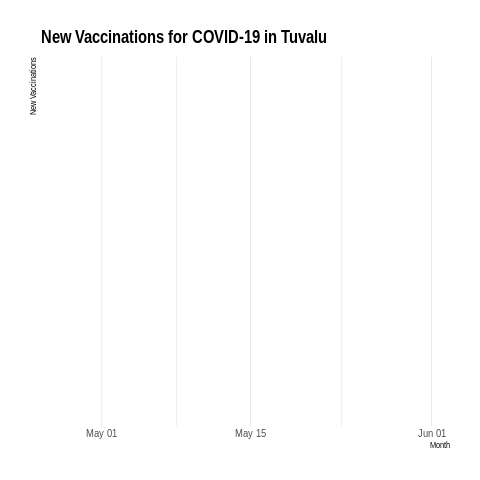 New Vaccinations for COVID-19 in Tuvalu
New Vaccinations
May 01
May 15
Jun 01
Month